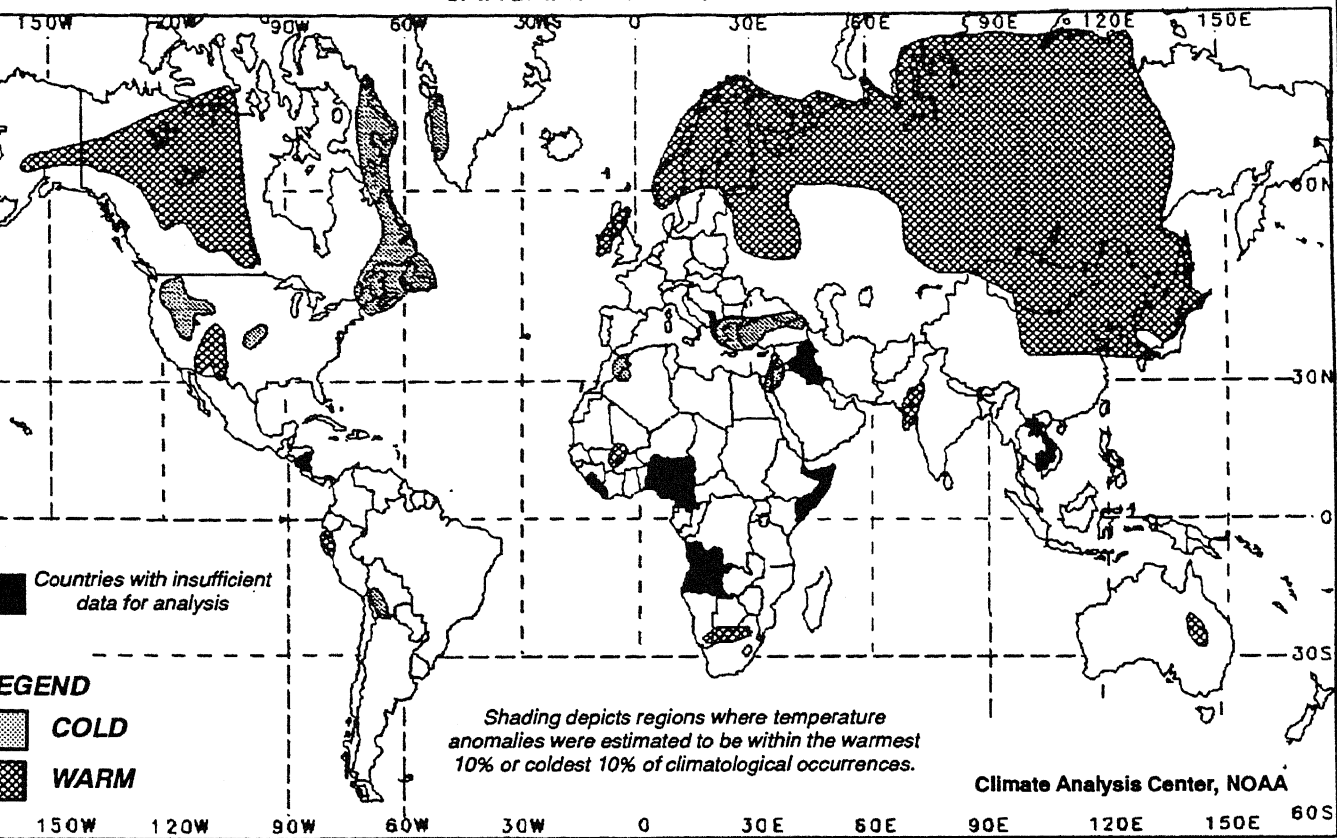 150W 120W 90W 60W 30W 0 30E 60E 90E 120E 150E
60N
30N
0
30S
Countries with insufficient
data for analysis
EGEND
COLD
WARM
Shading depicts regions where temperature
anomalies were estimated to be within the warmest
10% or coldest 10% of climatological occurrences.
Climate Analysis Center, NOAA
60S
150W 120W 90W 60W 30W 0 30E 60E 90E 120E 150E